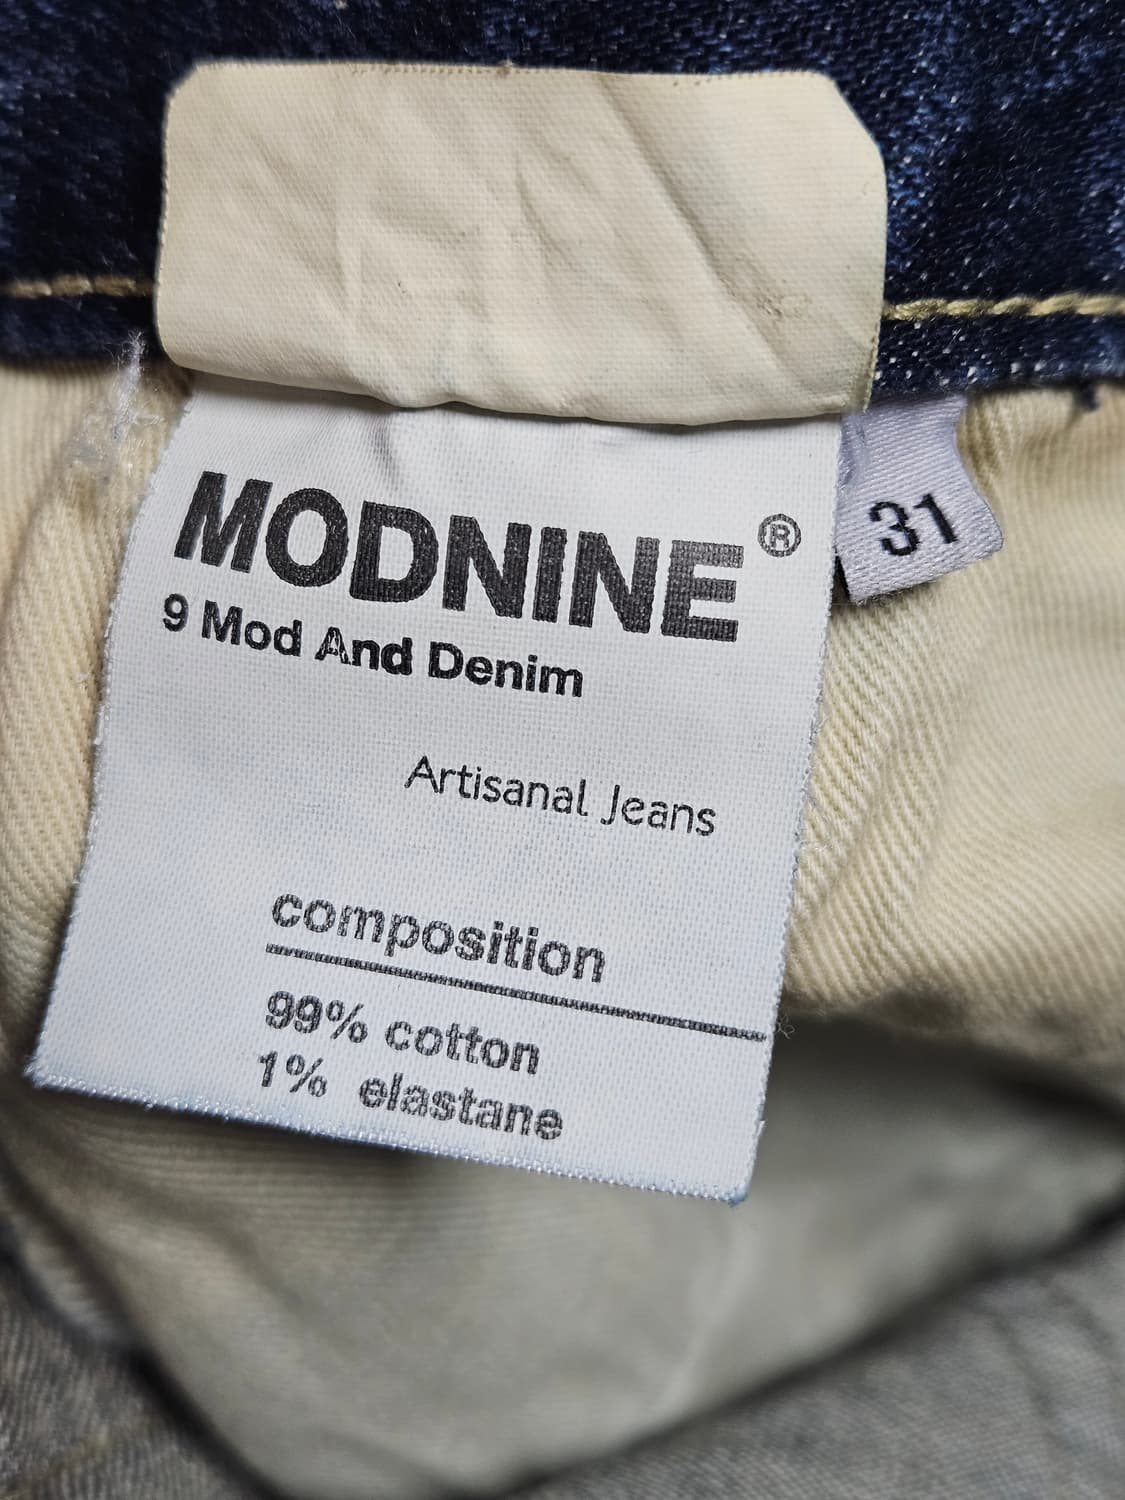 MODNINE®
31
9 Mod And Denim
Artisanal Jeans
composition
99% cotton
1% elastane